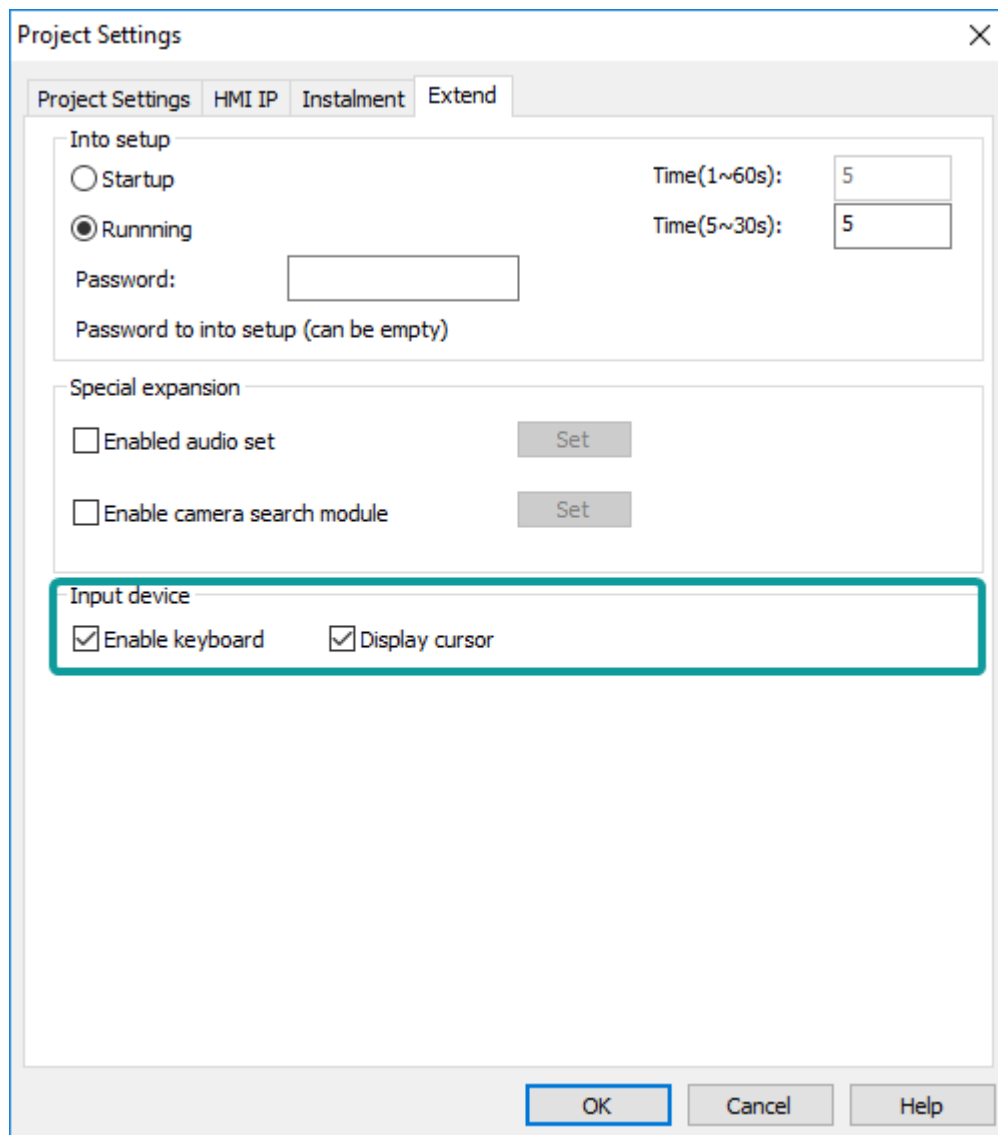 Project Settings
Project Settings HMI IP Instalment Extend
Into setup
Startup Time(1~60s): 5
Runnning Time(5~30s): 5
Password:
Password to into setup (can be empty)
Special expansion
Enabled audio set Set
Enable camera search module Set
Input device
Enable keyboard Display cursor
OK Cancel Help